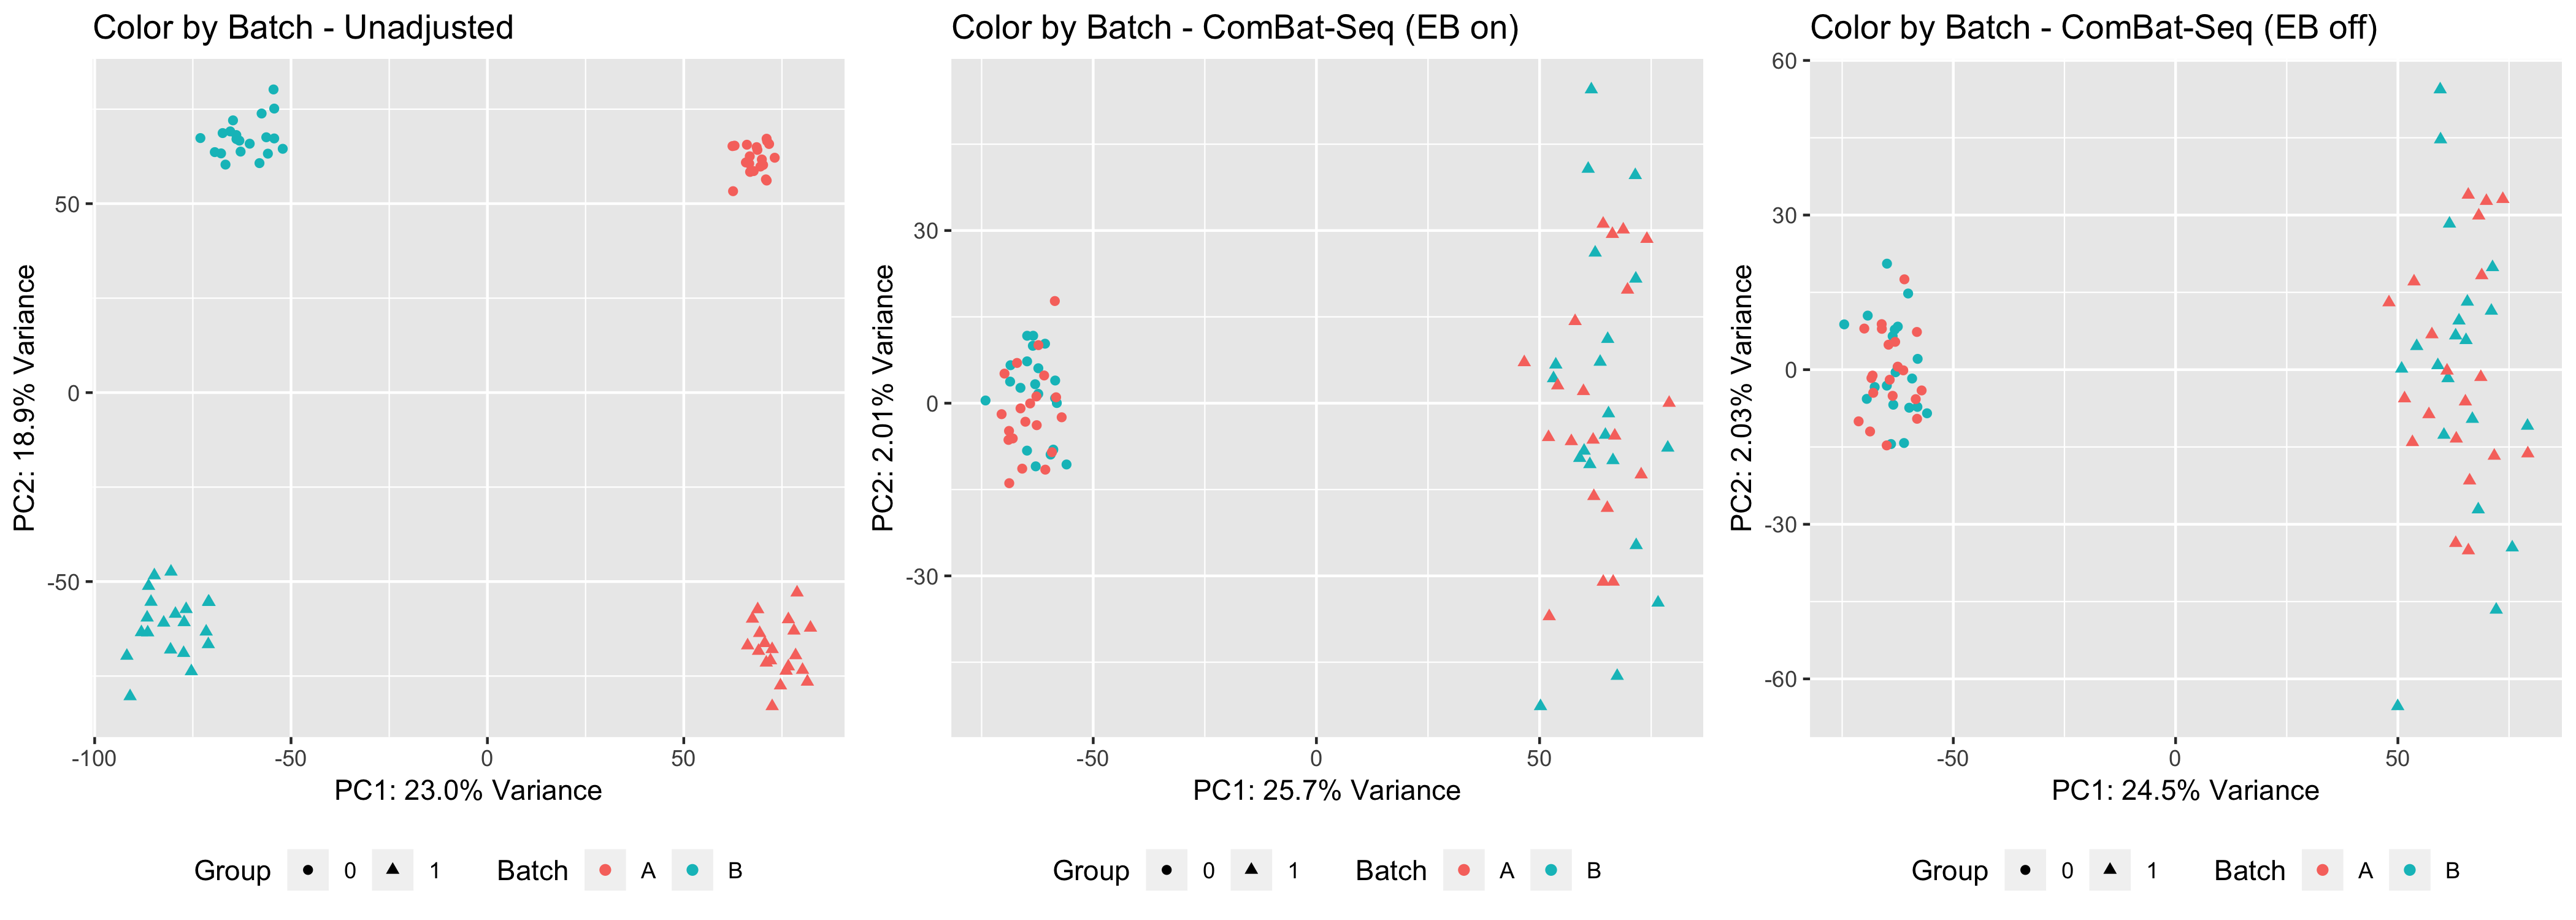 Color by Batch - Unadjusted
PC2: 18.9% Variance
50
0
-50
-100
-50
0
50
PC1: 23.0% Variance
Group
0
1
Batch
A
B
Color by Batch - ComBat-Seq (EB on)
PC2: 2.01% Variance
30
0
-30
-50
0
50
PC1: 25.7% Variance
Group
0
1
Batch
A
B
Color by Batch - ComBat-Seq (EB off)
PC2: 2.03% Variance
60
30
0
-30
-60
-50
0
50
PC1: 24.5% Variance
Group
0
1
Batch
A
B